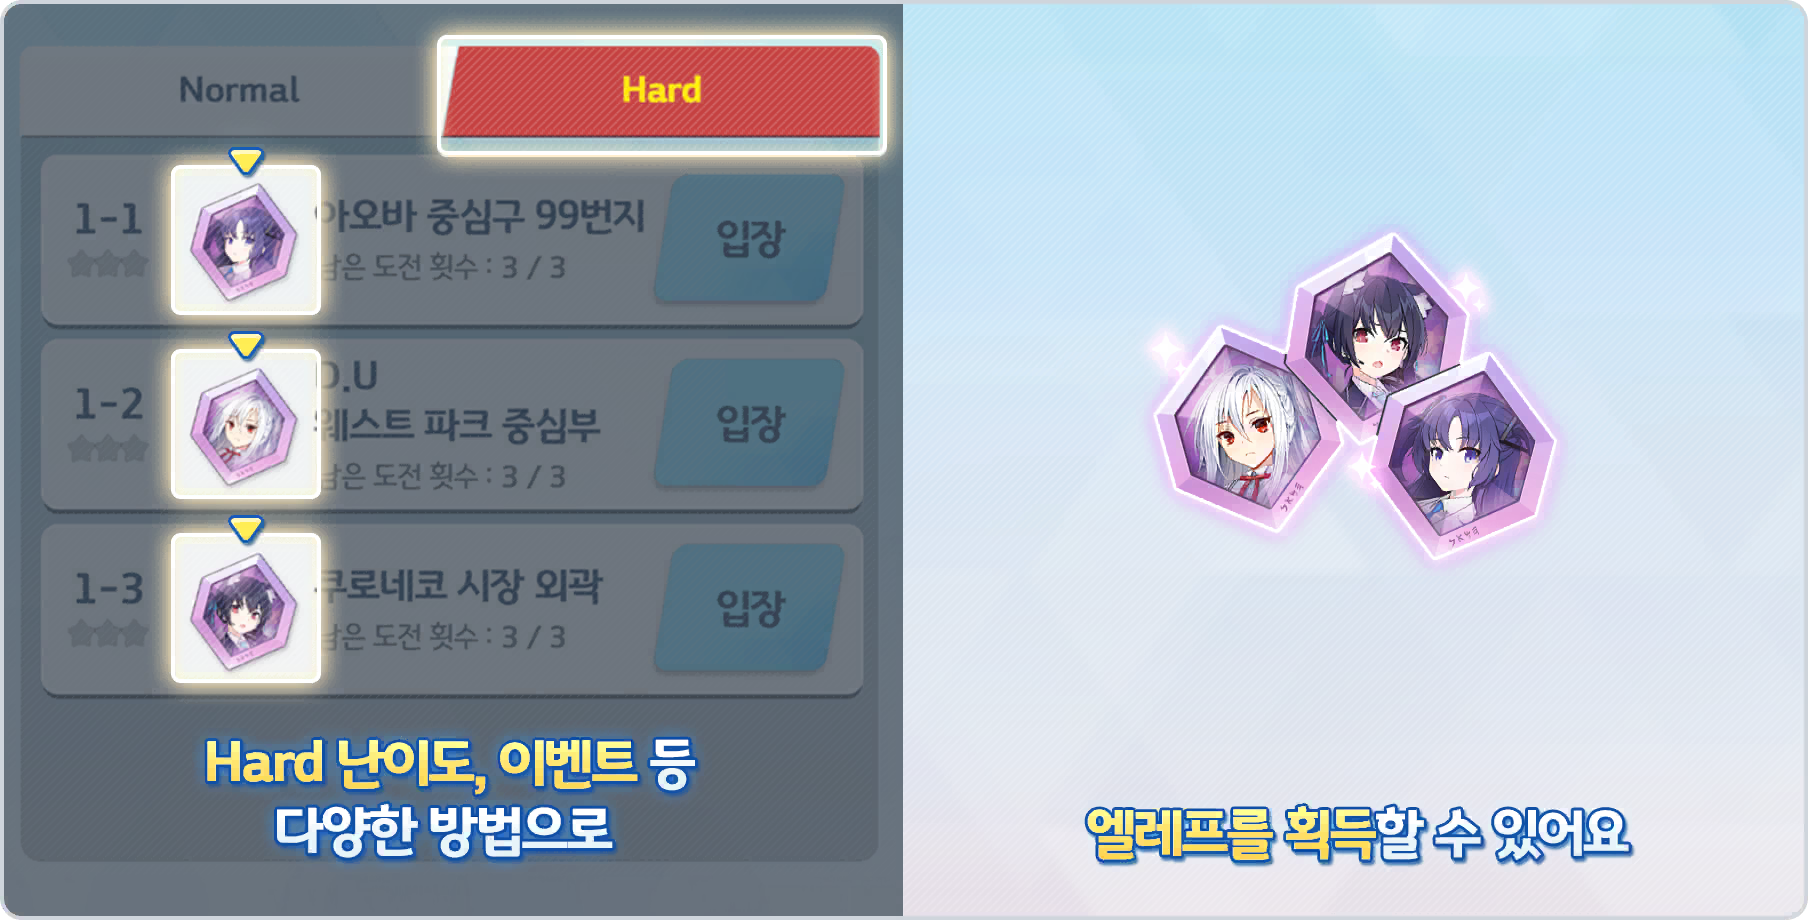 Normal
Hard
1-1
아오바 중심구 99번지
남은 도전 횟수 : 3 / 3
입장
1-2
D.U
웨스트 파크 중심부
남은 도전 횟수 : 3 / 3
입장
1-3
쿠로네코 시장 외곽
남은 도전 횟수 : 3 / 3
입장
Hard 난이도, 이벤트 등
다양한 방법으로
엘레프를 획득할 수 있어요